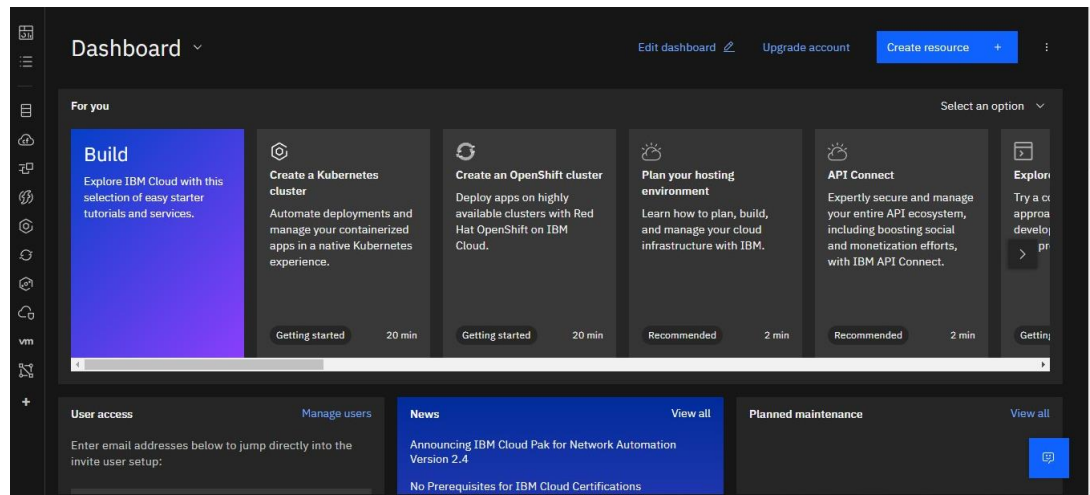 Dashboard
Edit dashboard
Upgrade account
Create resource +
For you
Select an option
Build
Explore IBM Cloud with this
selection of easy starter
tutorials and services.
Create a Kubernetes
cluster
Automate deployments and
manage your containerized
apps in a native Kubernetes
experience.
Getting started 20 min
Create an OpenShift cluster
Deploy apps on highly
available clusters with Red
Hat OpenShift on IBM
Cloud.
Getting started 20 min
Plan your hosting
environment
Learn how to plan, build,
and manage your cloud
infrastructure with IBM.
Recommended 2 min
API Connect
Expertly secure and manage
your entire API ecosystem,
including boosting social
and monetization efforts,
with IBM API Connect.
Recommended 2 min
Explor
Try a
vm
+
User access Manage users
Enter email addresses below to jump directly into the
invite user setup:
News View all
Announcing IBM Cloud Pak for Network Automation
Version 2.4
No Prerequisites for IBM Cloud Certifications
Planned maintenance View all